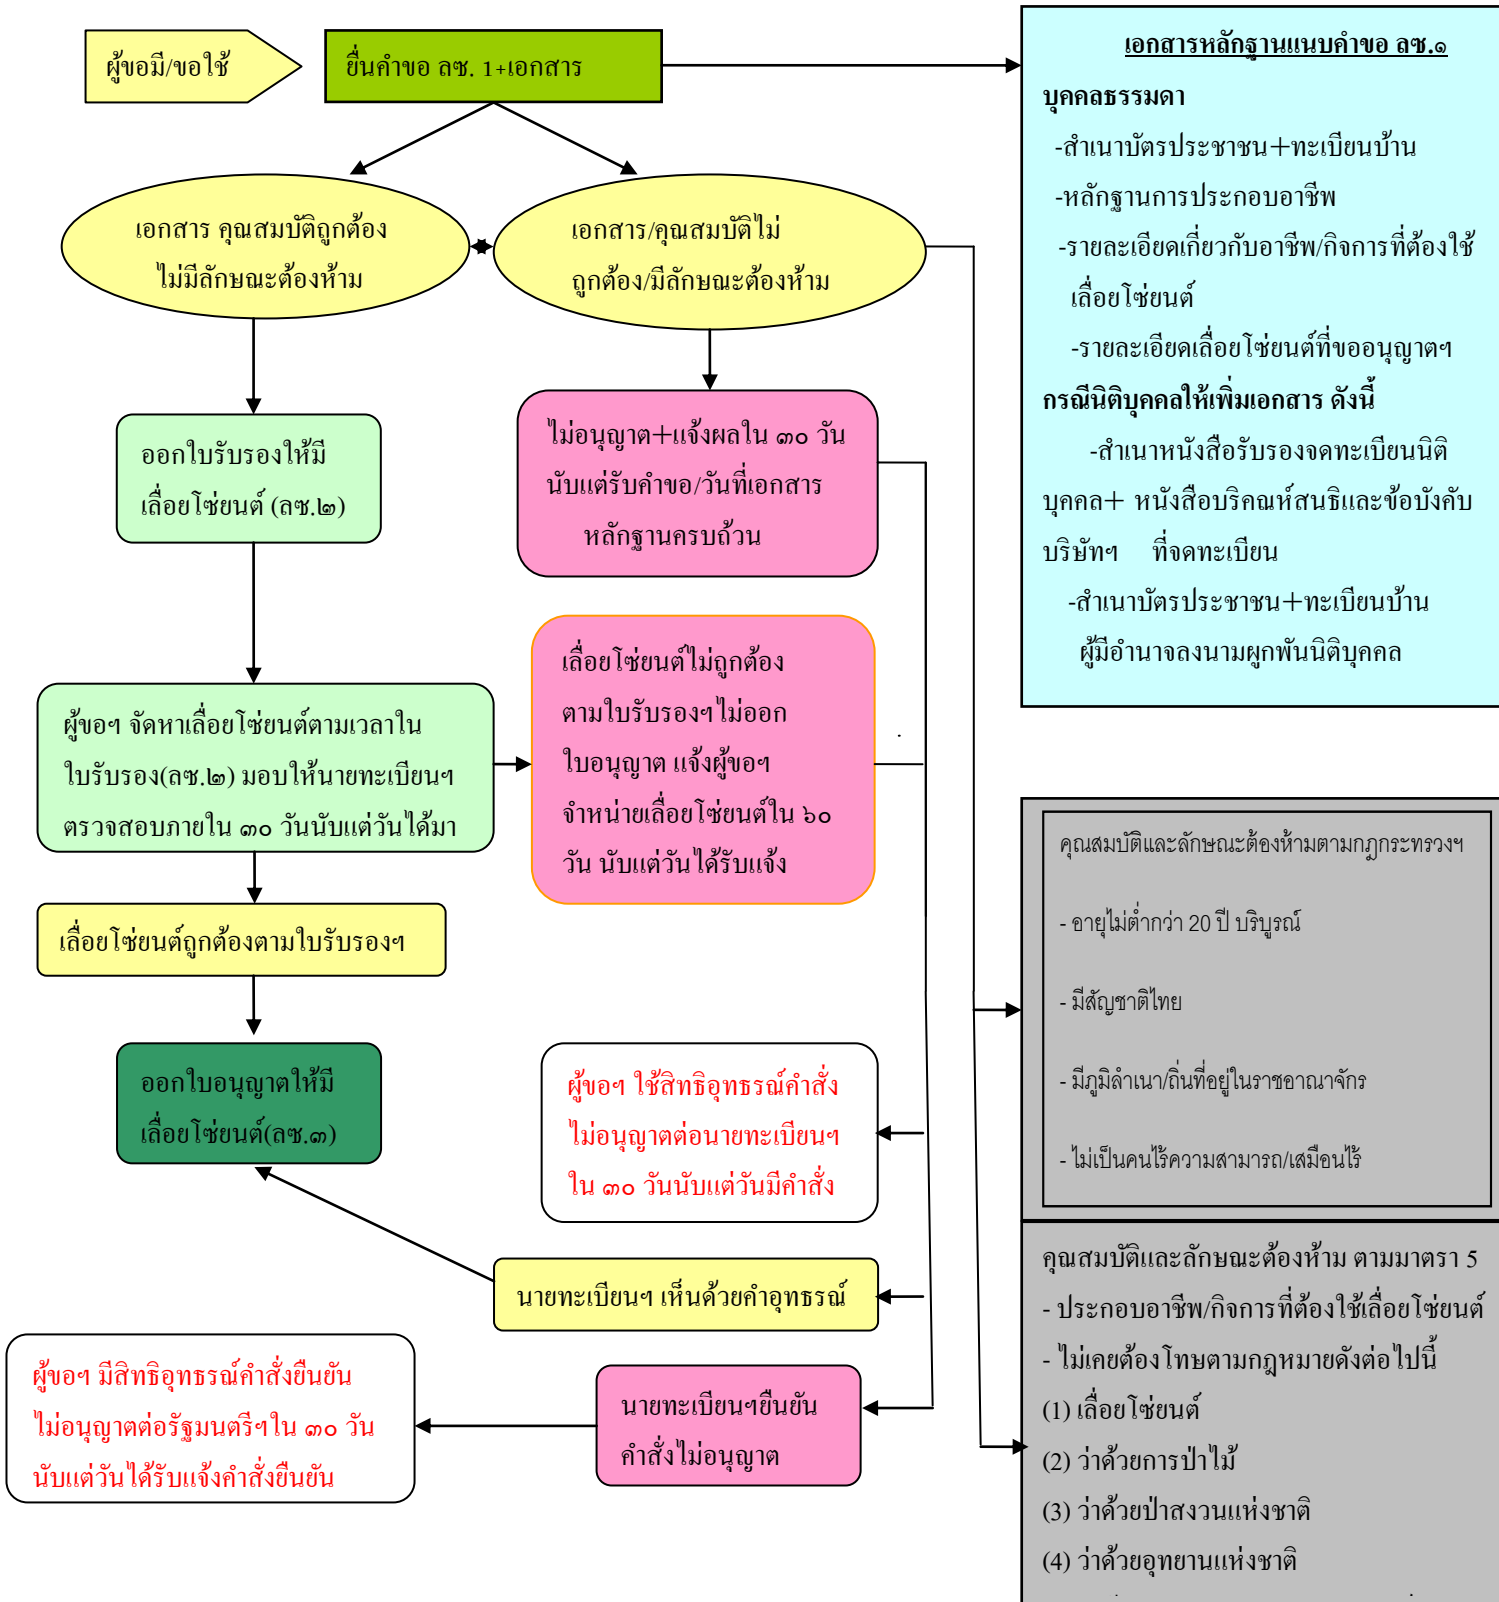 ผู้ขอมี/ขอใช้
ยื่นคำขอ ลซ. 1+เอกสาร
เอกสาร คุณสมบัติถูกต้อง
ไม่มีลักษณะต้องห้าม
เอกสาร/คุณสมบัติไม่
ถูกต้อง/มีลักษณะต้องห้าม
ออกใบรับรองให้มี
เลื่อยโซ่ยนต์ (ลซ.๒)
ไม่อนุญาต+แจ้งผลใน ๓๐ วัน
นับแต่รับคำขอ/วันที่เอกสาร
หลักฐานครบถ้วน
ผู้ขอฯ จัดหาเลื่อยโซ่ยนต์ตามเวลาใน
ใบรับรอง(ลซ.๒) มอบให้นายทะเบียนฯ
ตรวจสอบภายใน ๓๐ วันนับแต่วันได้มา
เลื่อยโซ่ยนต์ไม่ถูกต้อง
ตามใบรับรองฯไม่ออก
ใบอนุญาต แจ้งผู้ขอฯ
จำหน่ายเลื่อยโซ่ยนต์ใน ๖๐
วัน นับแต่วันได้รับแจ้ง
เลื่อยโซ่ยนต์ถูกต้องตามใบรับรองฯ
ออกใบอนุญาตให้มี
เลื่อยโซ่ยนต์(ลซ.๓)
ผู้ขอฯ ใช้สิทธิอุทธรณ์คำสั่ง
ไม่อนุญาตต่อนายทะเบียนฯ
ใน ๓๐ วันนับแต่วันมีคำสั่ง
นายทะเบียนฯ เห็นด้วยคำอุทธรณ์
นายทะเบียนฯยืนยัน
คำสั่งไม่อนุญาต
ผู้ขอฯ มีสิทธิอุทธรณ์คำสั่งยืนยัน
ไม่อนุญาตต่อรัฐมนตรีฯใน ๓๐ วัน
นับแต่วันได้รับแจ้งคำสั่งยืนยัน
เอกสารหลักฐานแนบคำขอ ลซ.๑
บุคคลธรรมดา
-สำเนาบัตรประชาชน+ทะเบียนบ้าน
-หลักฐานการประกอบอาชีพ
-รายละเอียดเกี่ยวกับอาชีพ/กิจการที่ต้องใช้
เลื่อยโซ่ยนต์
-รายละเอียดเลื่อยโซ่ยนต์ที่ขออนุญาตฯ
กรณีนิติบุคคลให้เพิ่มเอกสาร ดังนี้
-สำเนาหนังสือรับรองจดทะเบียนนิติ
บุคคล+ หนังสือบริคณห์สนธิและข้อบังคับ
บริษัทฯ ที่จดทะเบียน
-สำเนาบัตรประชาชน+ทะเบียนบ้าน
ผู้มีอำนาจลงนามผูกพันนิติบุคคล
คุณสมบัติและลักษณะต้องห้ามตามกฎกระทรวงฯ
- อายุไม่ต่ำกว่า 20 ปี บริบูรณ์
- มีสัญชาติไทย
- มีภูมิลำเนา/ถิ่นที่อยู่ในราชอาณาจักร
- ไม่เป็นคนไร้ความสามารถ/เสมือนไร้
คุณสมบัติและลักษณะต้องห้าม ตามมาตรา 5
- ประกอบอาชีพ/กิจการที่ต้องใช้เลื่อยโซ่ยนต์
- ไม่เคยต้องโทษตามกฎหมายดังต่อไปนี้
(1) เลื่อยโซ่ยนต์
(2) ว่าด้วยการป่าไม้
(3) ว่าด้วยป่าสงวนแห่งชาติ
(4) ว่าด้วยอุทยานแห่งชาติ